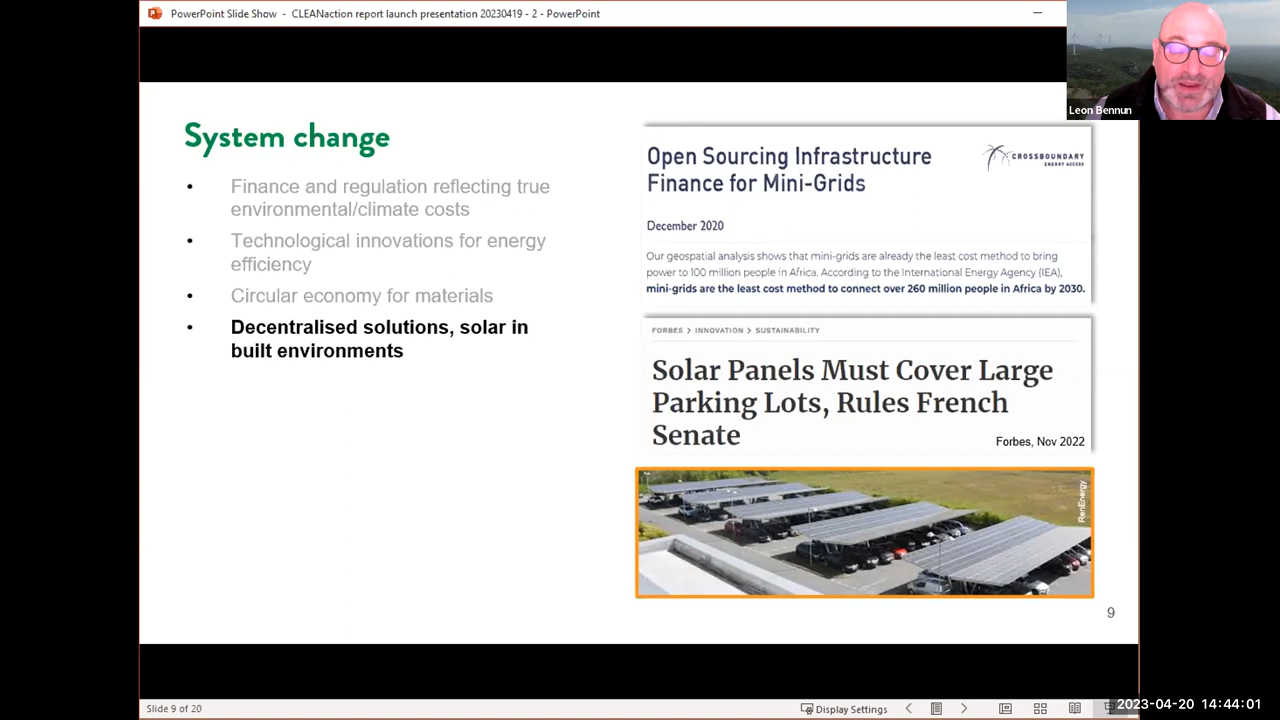 PowerPoint Slide Show - CLEANaction report launch presentation 20230419 - 2 - PowerPoint
Leon Bennun
System change
• Finance and regulation reflecting true
environmental/climate costs
• Technological innovations for energy
efficiency
• Circular economy for materials
• Decentralised solutions, solar in
built environments
Open Sourcing Infrastructure
Finance for Mini-Grids
CROSSBOUNDARY
ENERGY ACCESS
December 2020
Our geospatial analysis shows that mini-grids are already the least cost method to bring
power to 100 million people in Africa. According to the International Energy Agency (IEA),
mini-grids are the least cost method to connect over 260 million people in Africa by 2030.
FORBES > INNOVATION > SUSTAINABILITY
Solar Panels Must Cover Large
Parking Lots, Rules French
Senate
Forbes, Nov 2022
RenEnergy
9
Slide 9 of 20
Display Settings
2023-04-20 14:44:01